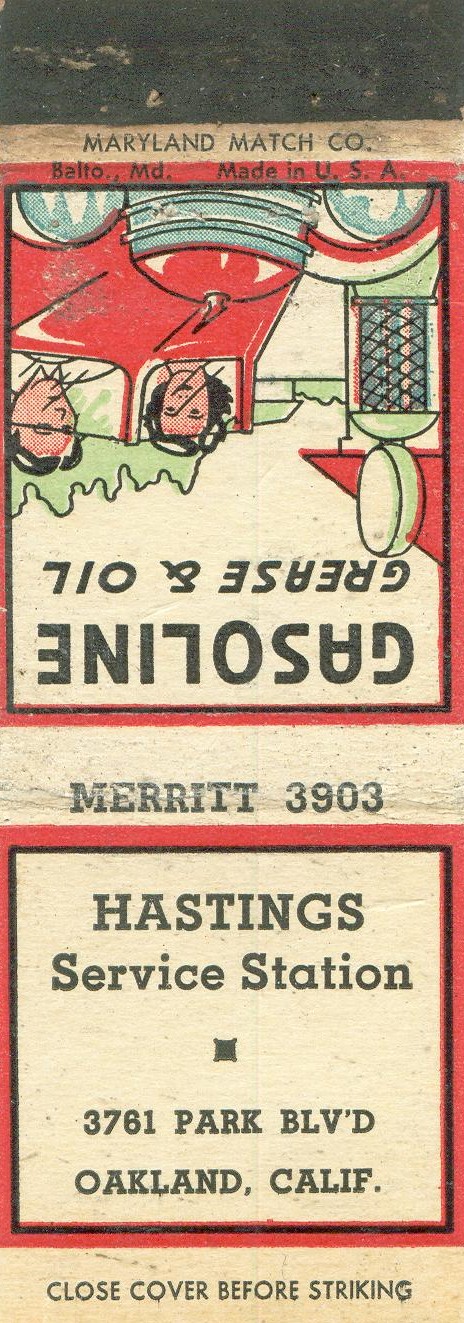 MARYLAND MATCH CO.
Balto., Md. Made in U. S. A.
GASOLINE
GREASE & OIL
MERRITT 3903
HASTINGS
Service Station
3761 PARK BLV'D
OAKLAND, CALIF.
CLOSE COVER BEFORE STRIKING